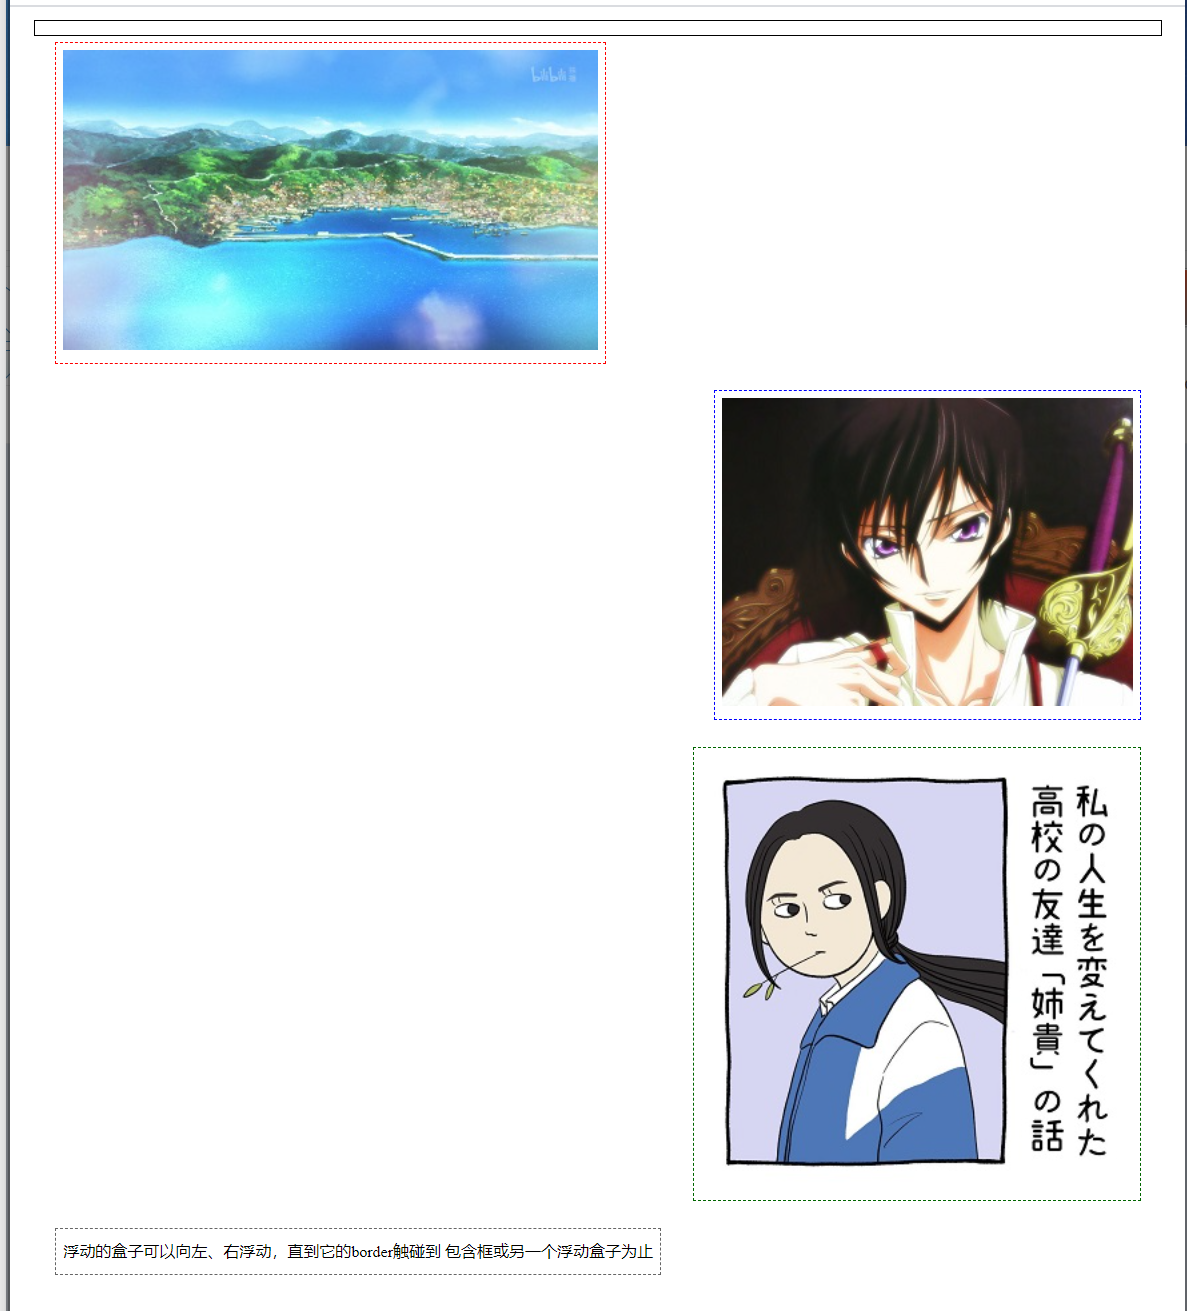 bilibili
私の人生を変えてくれた
高校の友達「姉貴」の話
浮动的盒子可以向左、右浮动，直到它的border触碰到 包含框或另一个浮动盒子为止